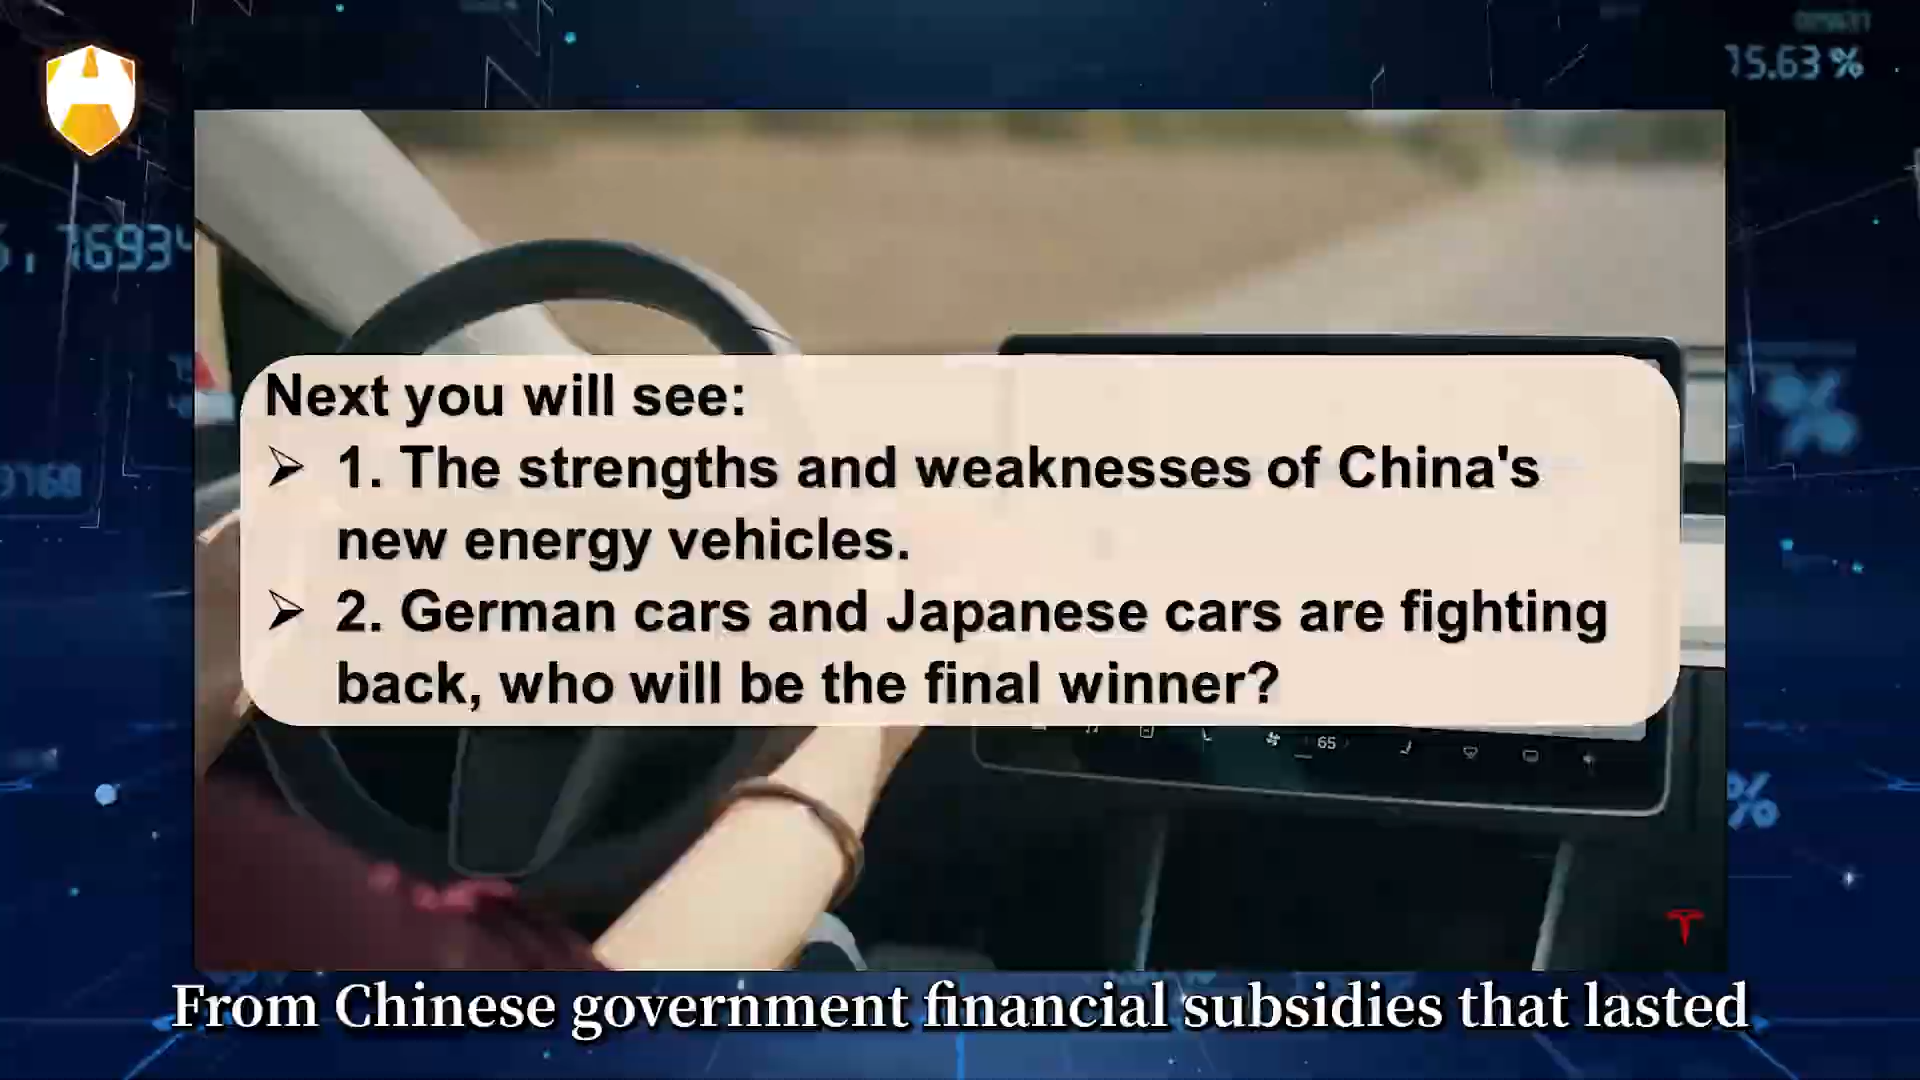 15.63%
76934
3768
Next you will see:
➢ 1. The strengths and weaknesses of China's
new energy vehicles.
➢ 2. German cars and Japanese cars are fighting
back, who will be the final winner?
65
%
From Chinese government financial subsidies that lasted